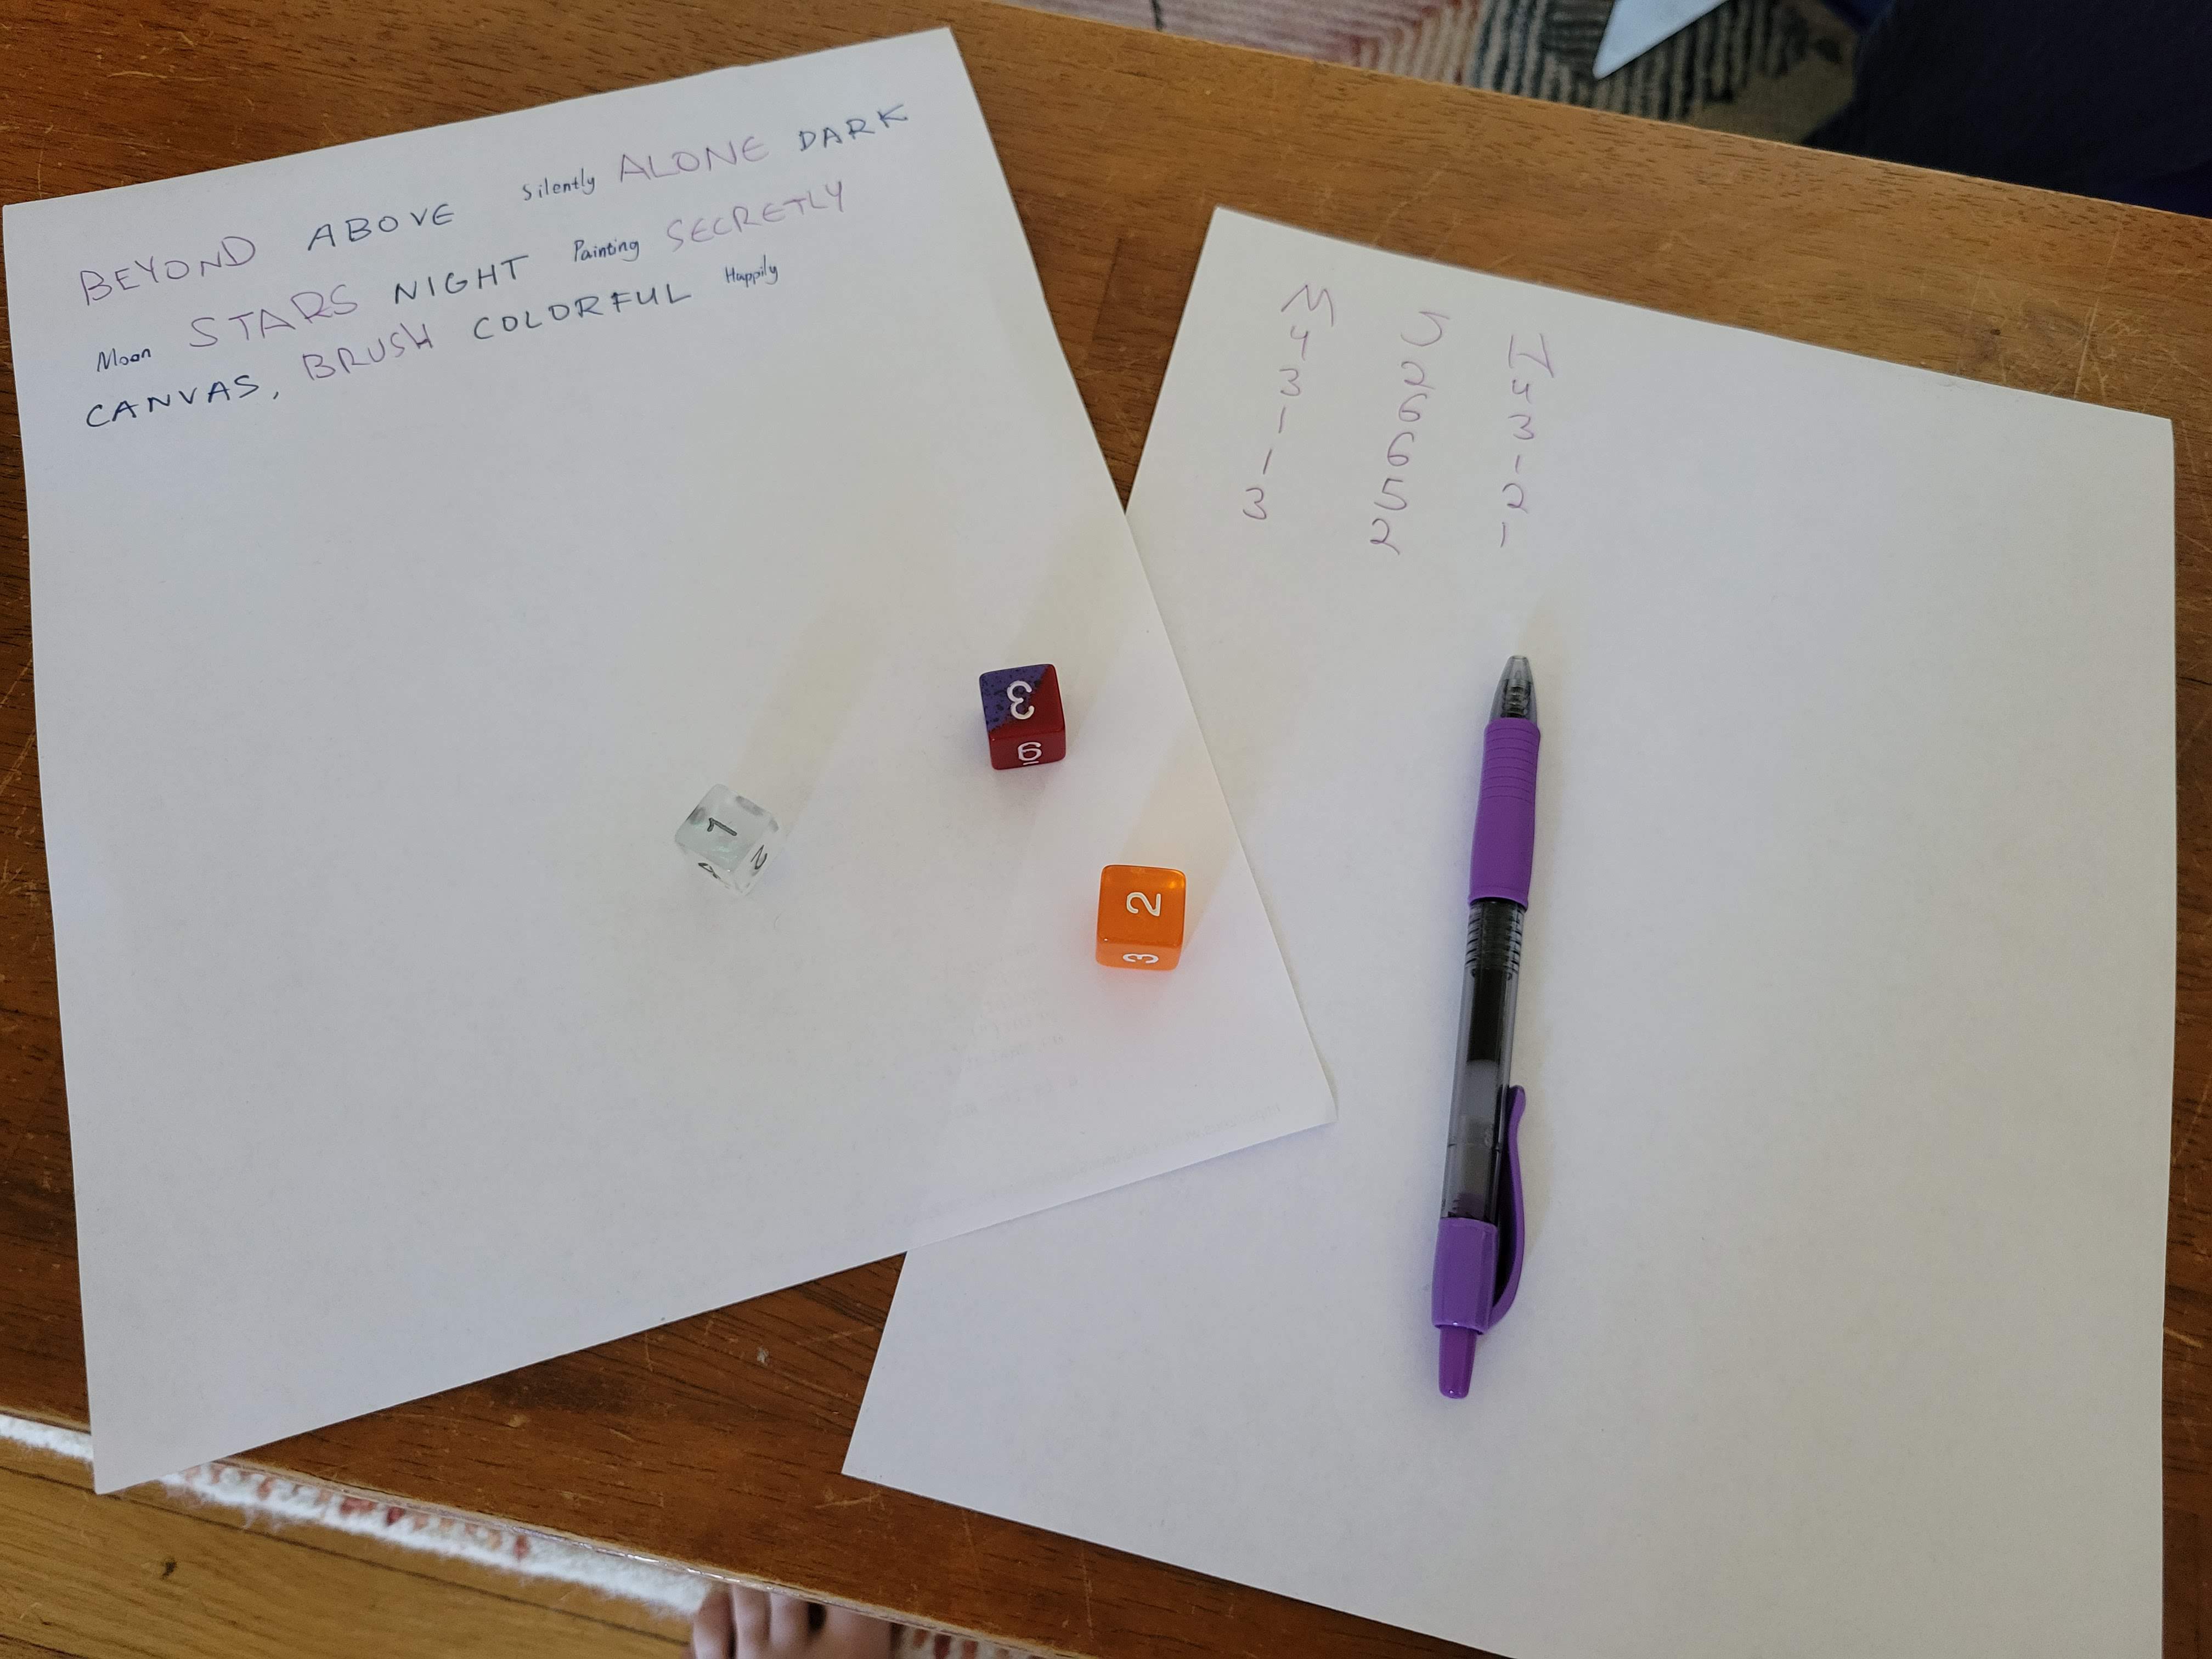 BEYOND ABOVE Silently ALONE DARK
Moon STARS NIGHT Painting SECRETLY
CANVAS, BRUSH COLORFUL Happily
M S H
4 2 4
3 6 3
1 6 1
1 5 2
3 2 1
3
6
1
2
2
3